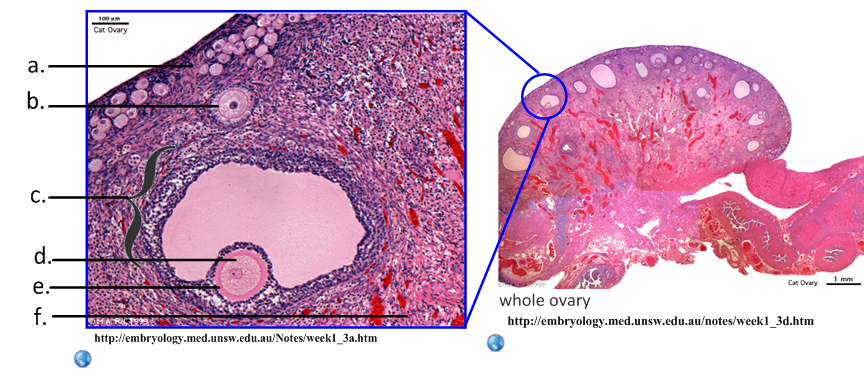 100 µm
Cat Ovary
a.
b.
c.
d.
e.
f.
http://embryology.med.unsw.edu.au/Notes/week1_3a.htm
1 mm
Cat Ovary
whole ovary
http://embryology.med.unsw.edu.au/notes/week1_3d.htm